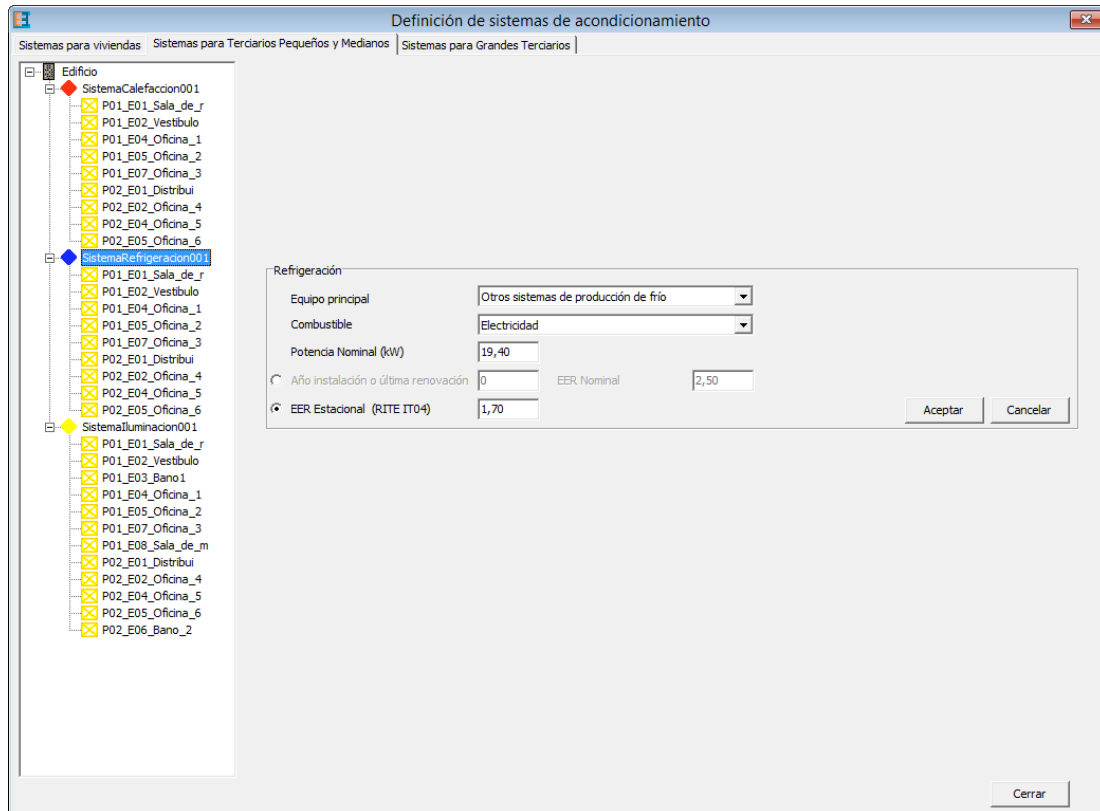 Definición de sistemas de acondicionamiento
Sistemas para viviendas Sistemas para Terciarios Pequeños y Medianos Sistemas para Grandes Terciarios
Edificio
SistemaCalefaccion001
P01_E01_Sala_de_r
P01_E02_Vestibulo
P01_E04_Oficina_1
P01_E05_Oficina_2
P01_E07_Oficina_3
P02_E01_Distribui
P02_E02_Oficina_4
P02_E04_Oficina_5
P02_E05_Oficina_6
SistemaRefrigeracion001
P01_E01_Sala_de_r
P01_E02_Vestibulo
P01_E04_Oficina_1
P01_E05_Oficina_2
P01_E07_Oficina_3
P02_E01_Distribui
P02_E02_Oficina_4
P02_E04_Oficina_5
P02_E05_Oficina_6
SistemaIluminacion001
P01_E01_Sala_de_r
P01_E02_Vestibulo
P01_E03_Bano1
P01_E04_Oficina_1
P01_E05_Oficina_2
P01_E07_Oficina_3
P01_E08_Sala_de_m
P02_E01_Distribui
P02_E02_Oficina_4
P02_E04_Oficina_5
P02_E05_Oficina_6
P02_E06_Bano_2
Refrigeración
Equipo principal Otros sistemas de producción de frío
Combustible Electricidad
Potencia Nominal (kW) 19,40
Año instalación o última renovación 0 EER Nominal 2,50
EER Estacional (RITE IT04) 1,70
Aceptar Cancelar
Cerrar